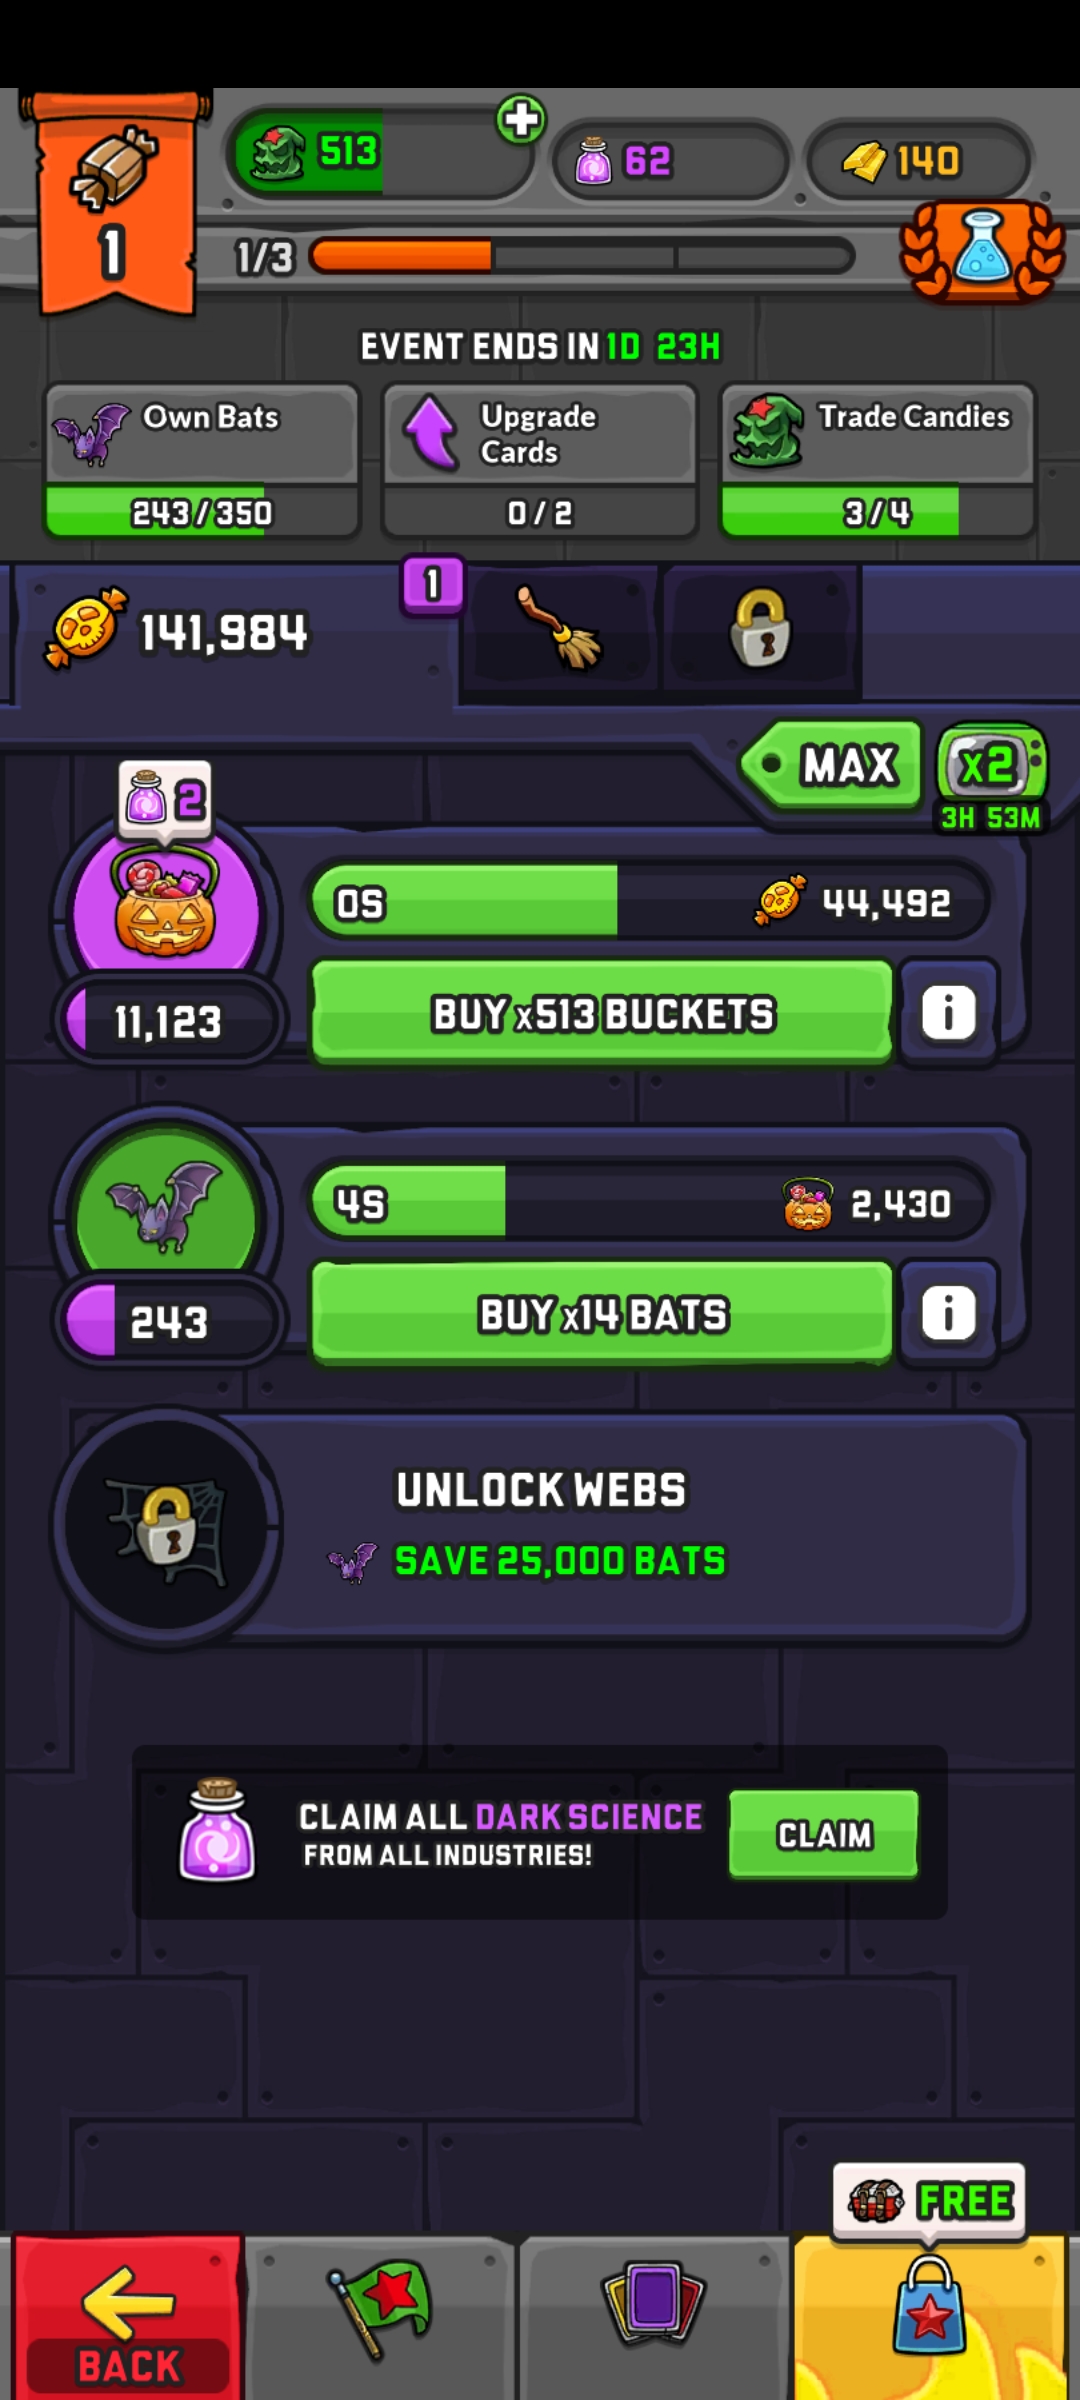 513
62
140
1
1/3
EVENT ENDS IN 1D 23H
Own Bats
243/350
Upgrade
Cards
0/2
Trade Candies
3/4
141,984
1
MAX
x2
3H 53M
2
0S
44,492
11,123
BUY x513 BUCKETS
i
4S
2,430
243
BUY x14 BATS
i
UNLOCK WEBS
SAVE 25,000 BATS
CLAIM ALL DARK SCIENCE
FROM ALL INDUSTRIES!
CLAIM
FREE
BACK